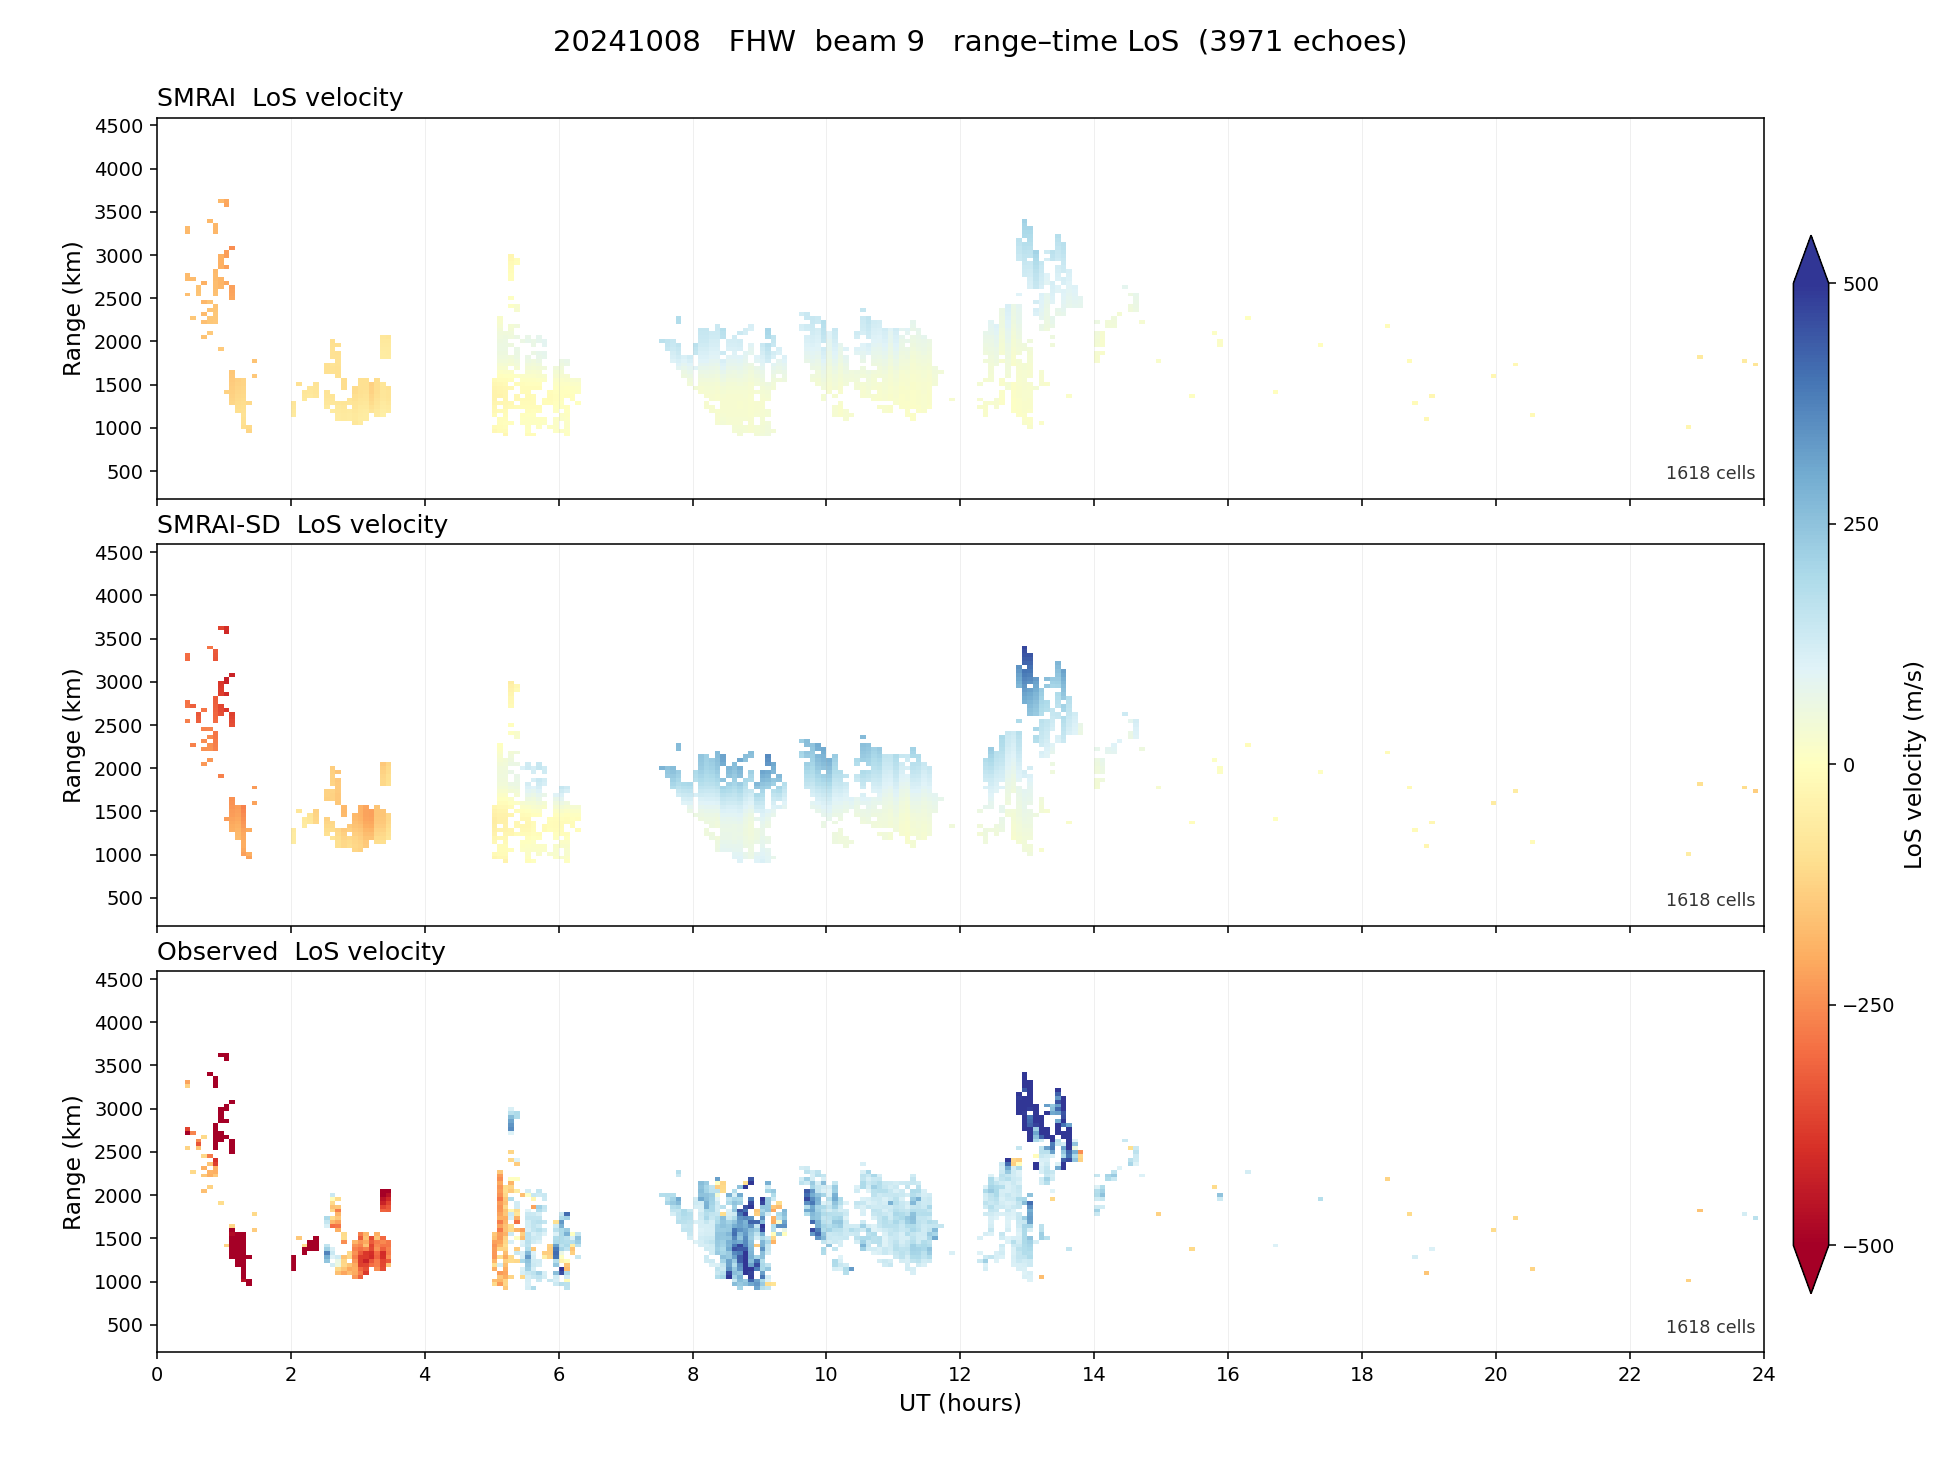 20241008   FHW  beam 9   range–time LoS  (3971 echoes)
SMRAI  LoS velocity
4500
4000
3500
3000
2500
2000
1500
1000
500
Range (km)
1618 cells
SMRAI-SD  LoS velocity
4500
4000
3500
3000
2500
2000
1500
1000
500
Range (km)
1618 cells
Observed  LoS velocity
4500
4000
3500
3000
2500
2000
1500
1000
500
Range (km)
1618 cells
0 2 4 6 8 10 12 14 16 18 20 22 24
UT (hours)
500
250
0
−250
−500
LoS velocity (m/s)